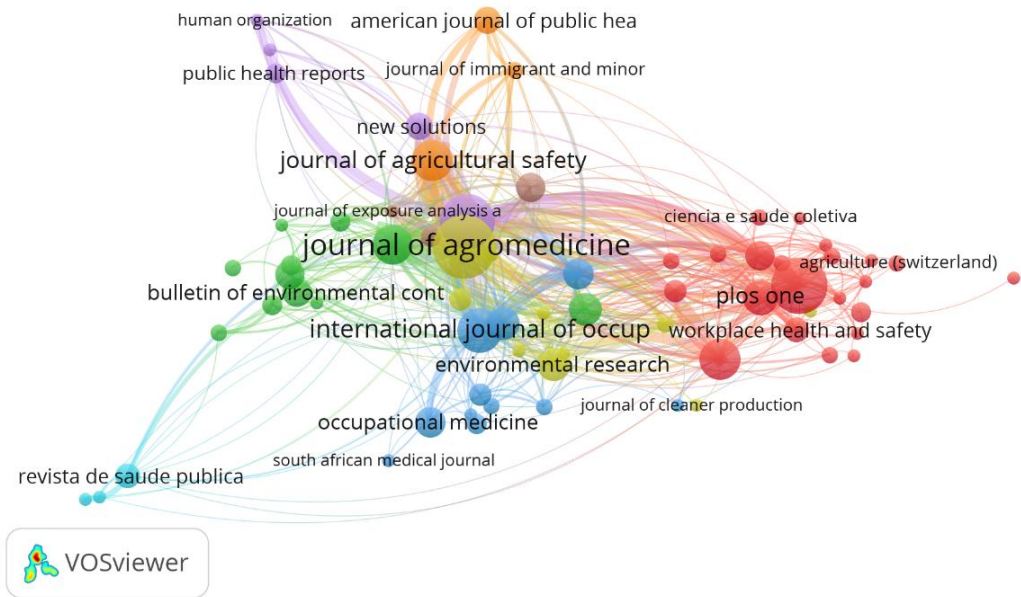 human organization
american journal of public hea
public health reports
journal of immigrant and minor
new solutions
journal of agricultural safety
journal of exposure analysis a
ciencia e saude coletiva
journal of agromedicine
agriculture (switzerland)
bulletin of environmental cont
plos one
international journal of occup
workplace health and safety
environmental research
journal of cleaner production
occupational medicine
south african medical journal
revista de saude publica
VOSviewer